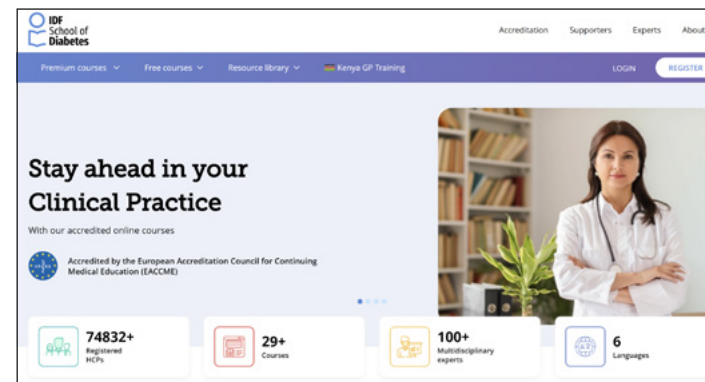 IDF
School of
Diabetes
Accreditation Supporters Experts About
Premium courses Free courses Resource library Kenya GP Training LOGIN REGISTER
Stay ahead in your
Clinical Practice
With our accredited online courses
Accredited by the European Accreditation Council for Continuing
Medical Education (EACCME)
74832+
Registered
HCPs
29+
Courses
100+
Multidisciplinary
experts
6
Languages